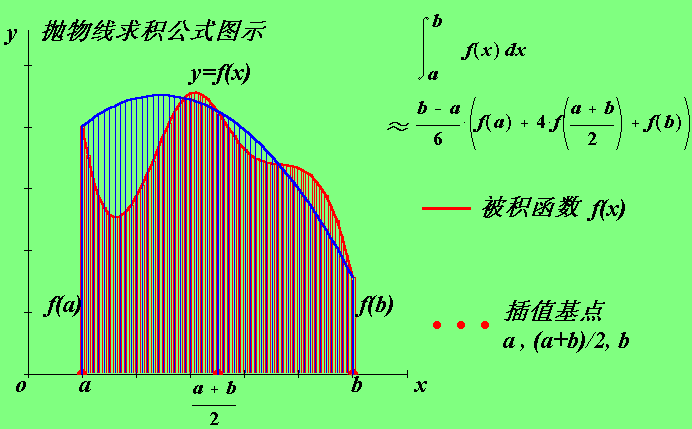 抛物线求积公式图示
y
y=f(x)
∫_a^b f(x) dx
≈ (b - a)/6 · (f(a) + 4·f((a + b)/2) + f(b))
被积函数 f(x)
f(a)
f(b)
插值基点
a , (a+b)/2, b
o
a
(a + b)/2
b
x